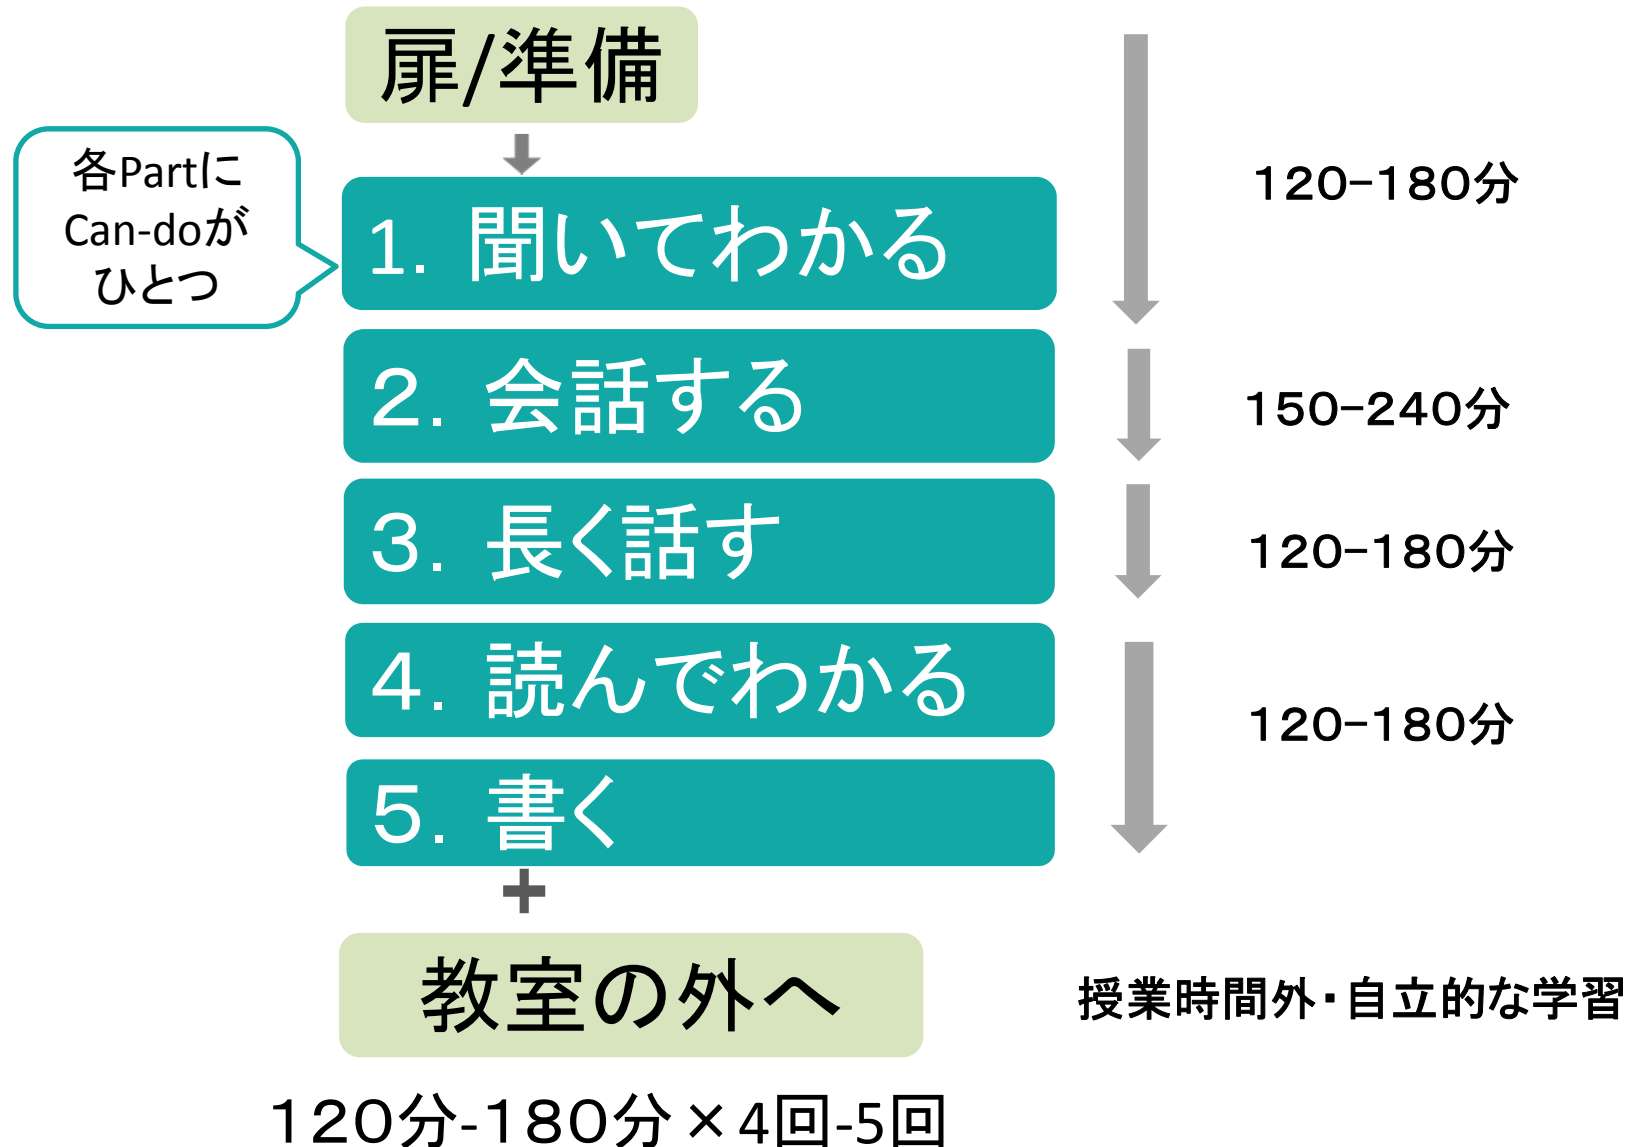 扉/準備
各Partに
Can-doが
ひとつ
1. 聞いてわかる
120-180分
２. 会話する
150-240分
３. 長く話す
120-180分
４. 読んでわかる
120-180分
５. 書く
+
教室の外へ
授業時間外・自立的な学習
１２０分-１８０分×4回-5回